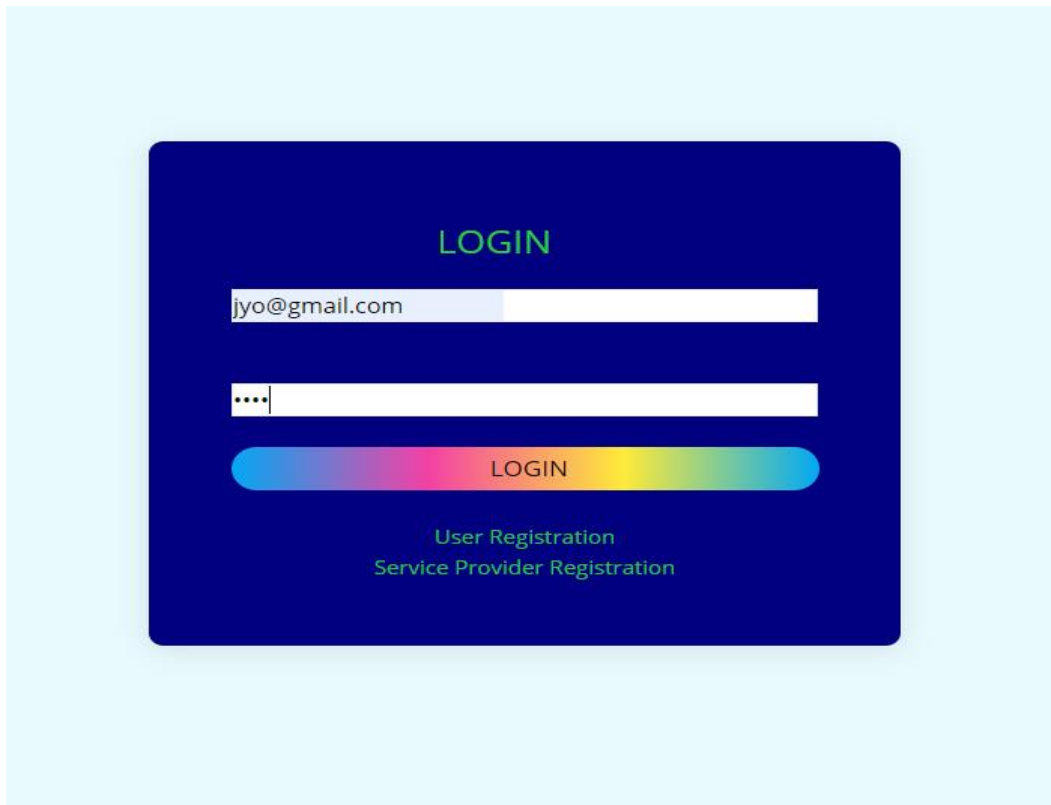 LOGIN
jyo@gmail.com
••••
LOGIN
User Registration
Service Provider Registration